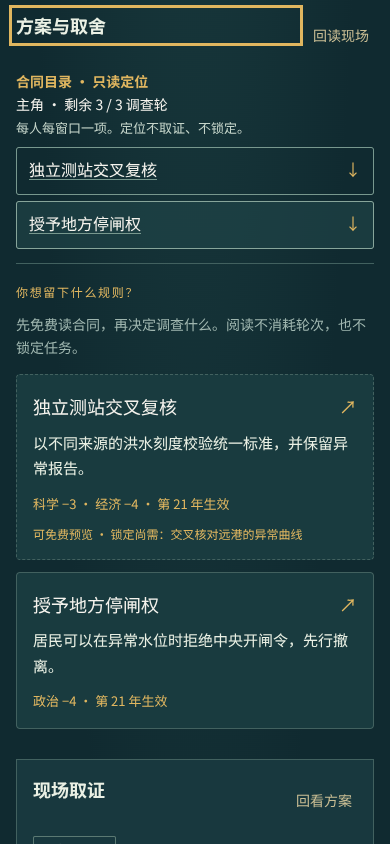 方案与取舍
回读现场
合同目录 · 只读定位
主角 · 剩余 3 / 3 调查轮
每人每窗口一项。定位不取证、不锁定。
独立测站交叉复核 ↓
授予地方停闸权 ↓
你想留下什么规则？
先免费读合同，再决定调查什么。阅读不消耗轮次，也不
锁定任务。
独立测站交叉复核 ↗
以不同来源的洪水刻度校验统一标准，并保留异
常报告。
科学 −3 · 经济 −4 · 第 21 年生效
可免费预览 · 锁定尚需：交叉核对远港的异常曲线
授予地方停闸权 ↗
居民可以在异常水位时拒绝中央开闸令，先行撤
离。
政治 −4 · 第 21 年生效
现场取证
回看方案